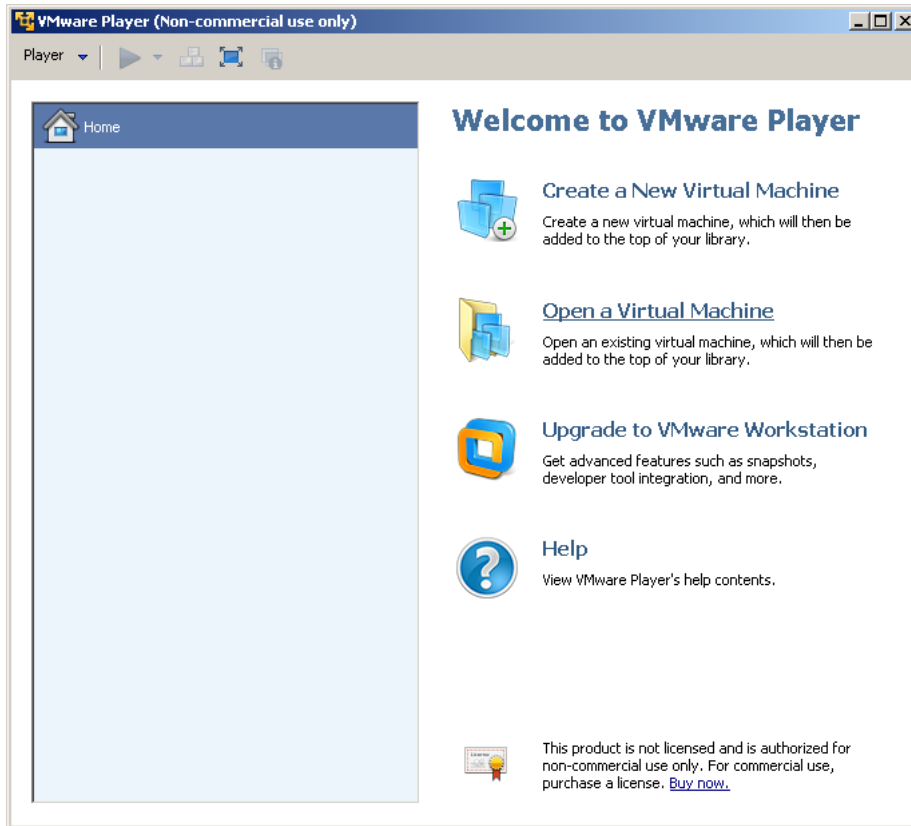 VMware Player (Non-commercial use only)
Player
Home
Welcome to VMware Player
Create a New Virtual Machine
Create a new virtual machine, which will then be
added to the top of your library.
Open a Virtual Machine
Open an existing virtual machine, which will then be
added to the top of your library.
Upgrade to VMware Workstation
Get advanced features such as snapshots,
developer tool integration, and more.
Help
View VMware Player's help contents.
This product is not licensed and is authorized for
non-commercial use only. For commercial use,
purchase a license. Buy now.